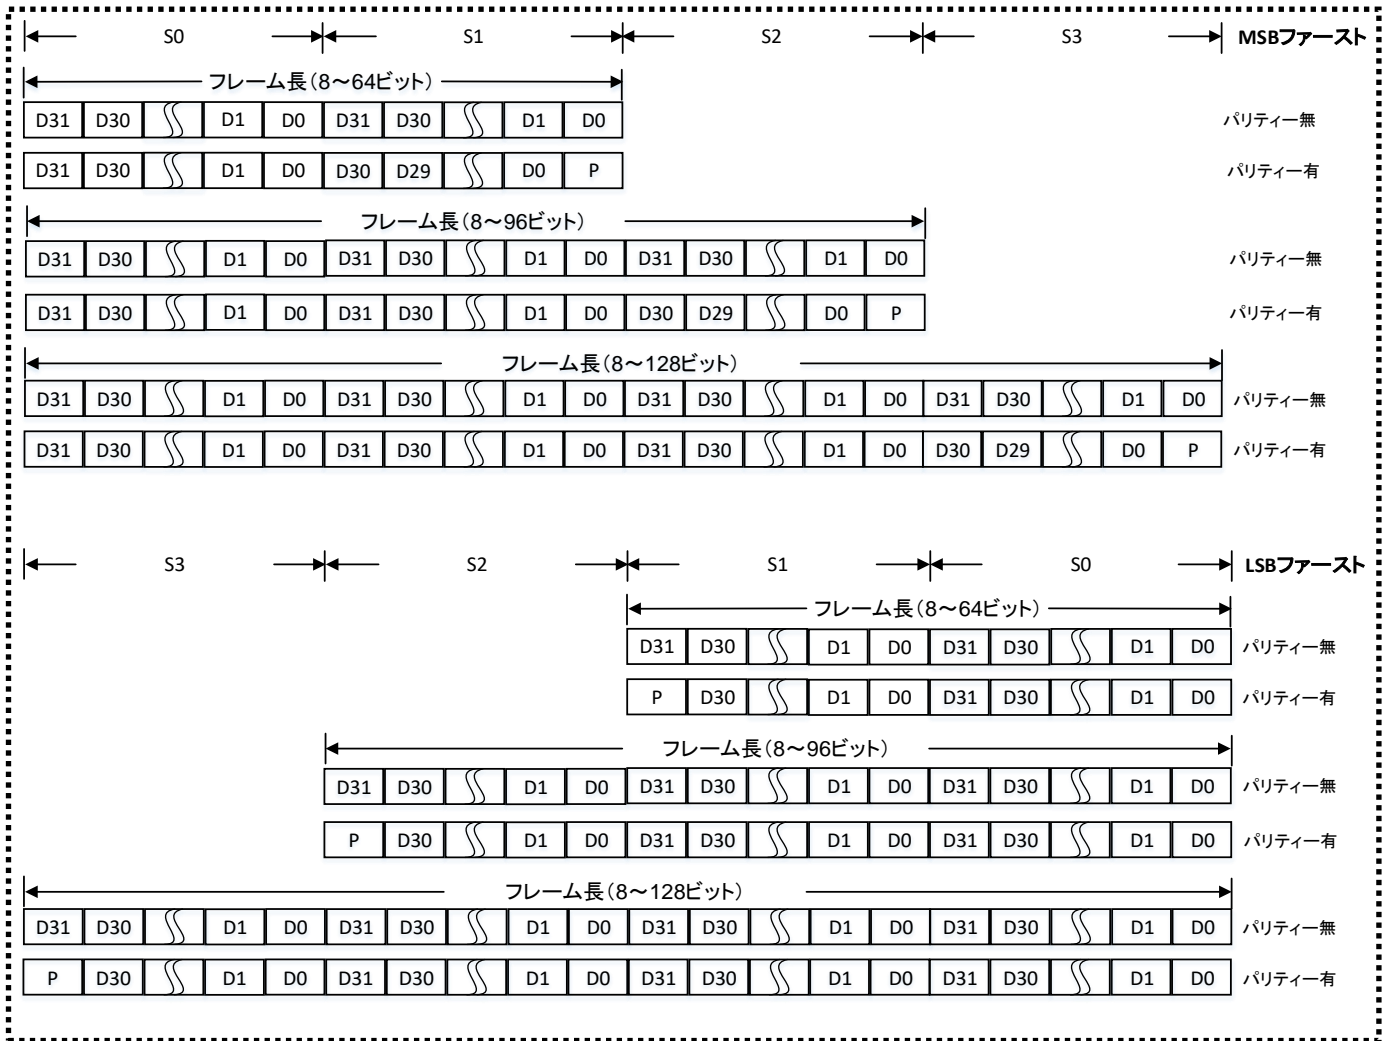 S0 S1 S2 S3 MSBファースト
フレーム長(8～64ビット)
D31 D30 D1 D0 D31 D30 D1 D0 パリティー無
D31 D30 D1 D0 D30 D29 D0 P パリティー有
フレーム長(8～96ビット)
D31 D30 D1 D0 D31 D30 D1 D0 D31 D30 D1 D0 パリティー無
D31 D30 D1 D0 D31 D30 D1 D0 D30 D29 D0 P パリティー有
フレーム長(8～128ビット)
D31 D30 D1 D0 D31 D30 D1 D0 D31 D30 D1 D0 D31 D30 D1 D0 パリティー無
D31 D30 D1 D0 D31 D30 D1 D0 D31 D30 D1 D0 D30 D29 D0 P パリティー有
S3 S2 S1 S0 LSBファースト
フレーム長(8～64ビット)
D31 D30 D1 D0 D31 D30 D1 D0 パリティー無
P D30 D1 D0 D31 D30 D1 D0 パリティー有
フレーム長(8～96ビット)
D31 D30 D1 D0 D31 D30 D1 D0 D31 D30 D1 D0 パリティー無
P D30 D1 D0 D31 D30 D1 D0 D31 D30 D1 D0 パリティー有
フレーム長(8～128ビット)
D31 D30 D1 D0 D31 D30 D1 D0 D31 D30 D1 D0 D31 D30 D1 D0 パリティー無
P D30 D1 D0 D31 D30 D1 D0 D31 D30 D1 D0 D31 D30 D1 D0 パリティー有